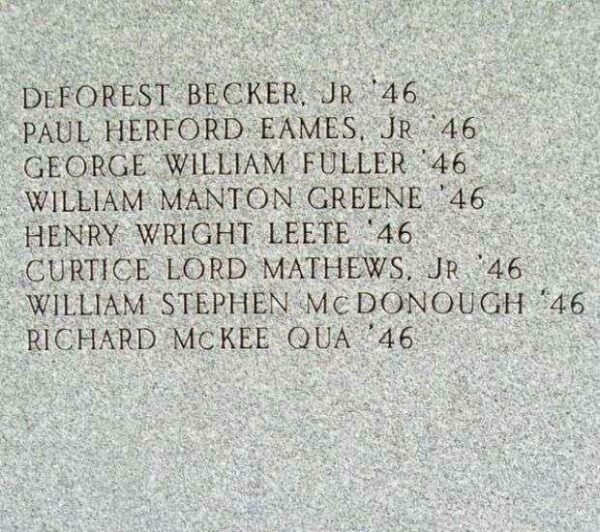 DEFOREST BECKER, JR '46
PAUL HERFORD EAMES, JR '46
GEORGE WILLIAM FULLER '46
WILLIAM MANTON GREENE '46
HENRY WRIGHT LEETE '46
CURTICE LORD MATHEWS, JR '46
WILLIAM STEPHEN McDONOUGH '46
RICHARD McKEE QUA '46